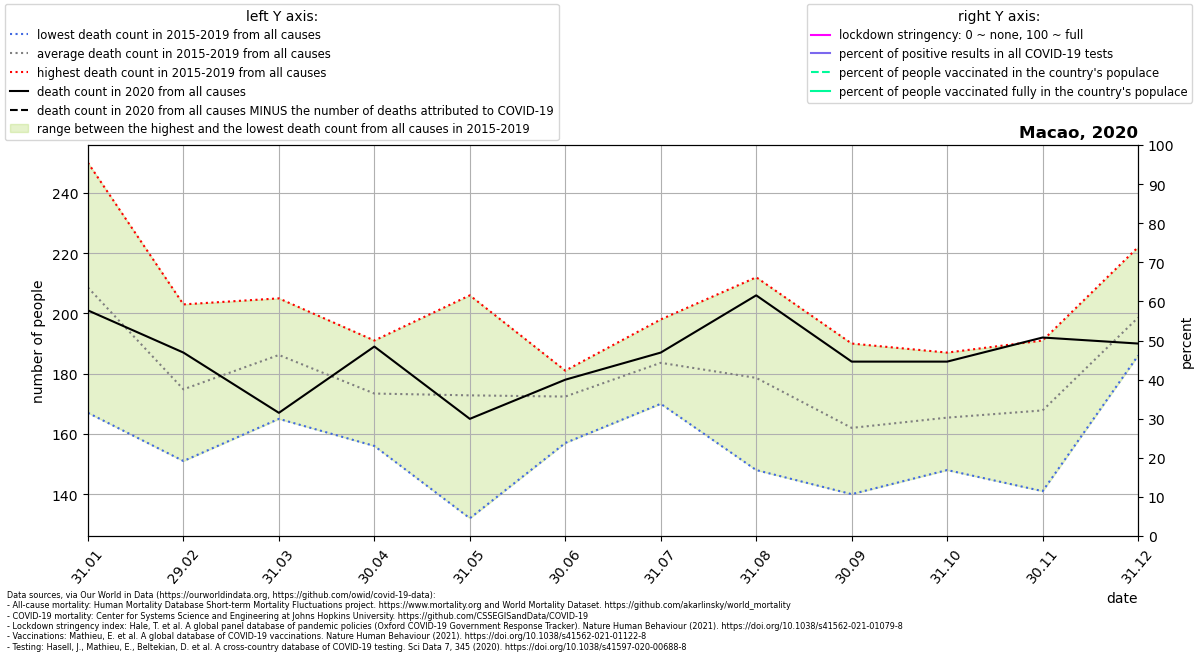 left Y axis:
lowest death count in 2015-2019 from all causes
average death count in 2015-2019 from all causes
highest death count in 2015-2019 from all causes
death count in 2020 from all causes
death count in 2020 from all causes MINUS the number of deaths attributed to COVID-19
range between the highest and the lowest death count from all causes in 2015-2019
right Y axis:
lockdown stringency: 0 ~ none, 100 ~ full
percent of positive results in all COVID-19 tests
percent of people vaccinated in the country's populace
percent of people vaccinated fully in the country's populace
Macao, 2020
number of people
240
220
200
180
160
140
100
90
80
70
60
50
40
30
20
10
0
percent
31.01
29.02
31.03
30.04
31.05
30.06
31.07
31.08
30.09
31.10
30.11
31.12
date
Data sources, via Our World in Data (https://ourworldindata.org, https://github.com/owid/covid-19-data):
- All-cause mortality: Human Mortality Database Short-term Mortality Fluctuations project. https://www.mortality.org and World Mortality Dataset. https://github.com/akarlinsky/world_mortality
- COVID-19 mortality: Center for Systems Science and Engineering at Johns Hopkins University. https://github.com/CSSEGISandData/COVID-19
- Lockdown stringency index: Hale, T. et al. A global panel database of pandemic policies (Oxford COVID-19 Government Response Tracker). Nature Human Behaviour (2021). https://doi.org/10.1038/s41562-021-01079-8
- Vaccinations: Mathieu, E. et al. A global database of COVID-19 vaccinations. Nature Human Behaviour (2021). https://doi.org/10.1038/s41562-021-01122-8
- Testing: Hasell, J., Mathieu, E., Beltekian, D. et al. A cross-country database of COVID-19 testing. Sci Data 7, 345 (2020). https://doi.org/10.1038/s41597-020-00688-8